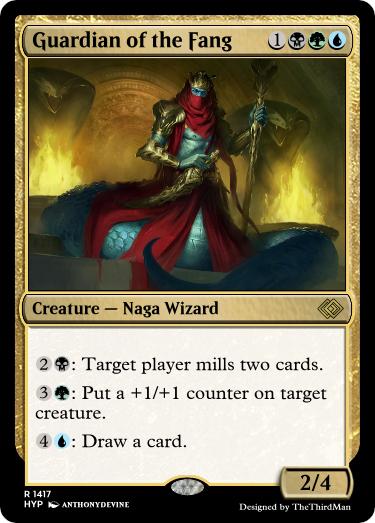 Guardian of the Fang 1
Creature — Naga Wizard
2 : Target player mills two cards.
3 : Put a +1/+1 counter on target
creature.
4 : Draw a card.
2/4
R 1417
HYP ANTHONYDEVINE
Designed by TheThirdMan